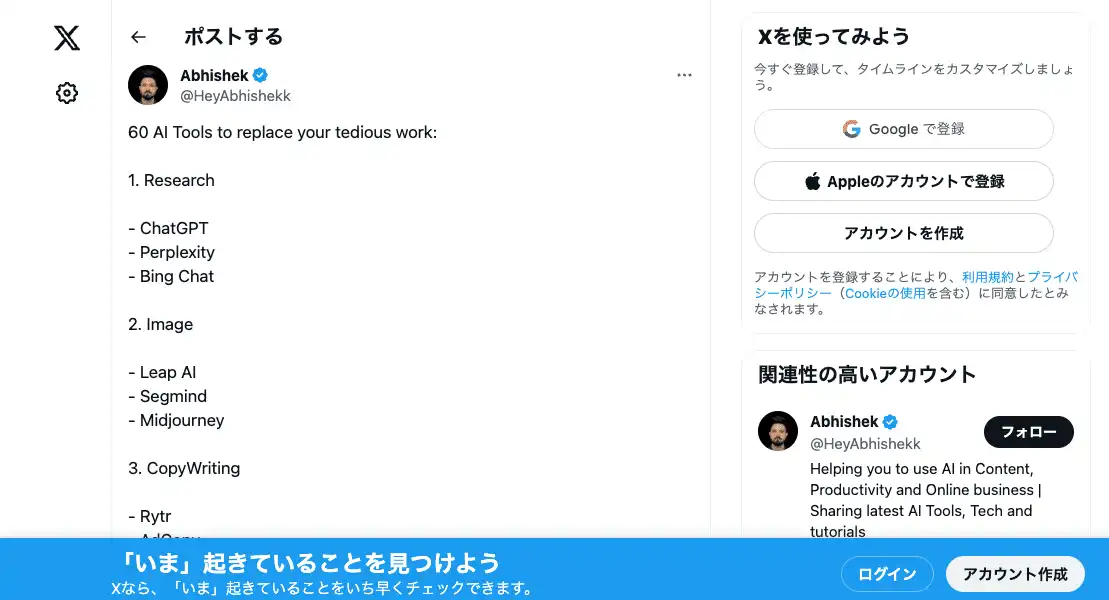 ポストする
Abhishek
@HeyAbhishekk
60 AI Tools to replace your tedious work:
1. Research
- ChatGPT
- Perplexity
- Bing Chat
2. Image
- Leap AI
- Segmind
- Midjourney
3. CopyWriting
- Rytr
Xを使ってみよう
今すぐ登録して、タイムラインをカスタマイズしましょ
う。
Google で登録
Appleのアカウントで登録
アカウントを作成
アカウントを登録することにより、利用規約とプライバ
シーポリシー（Cookieの使用を含む）に同意したとみ
なされます。
関連性の高いアカウント
Abhishek
@HeyAbhishekk
フォロー
Helping you to use AI in Content,
Productivity and Online business |
Sharing latest AI Tools, Tech and
tutorials
「いま」起きていることを見つけよう
Xなら、「いま」起きていることをいち早くチェックできます。
ログイン
アカウント作成